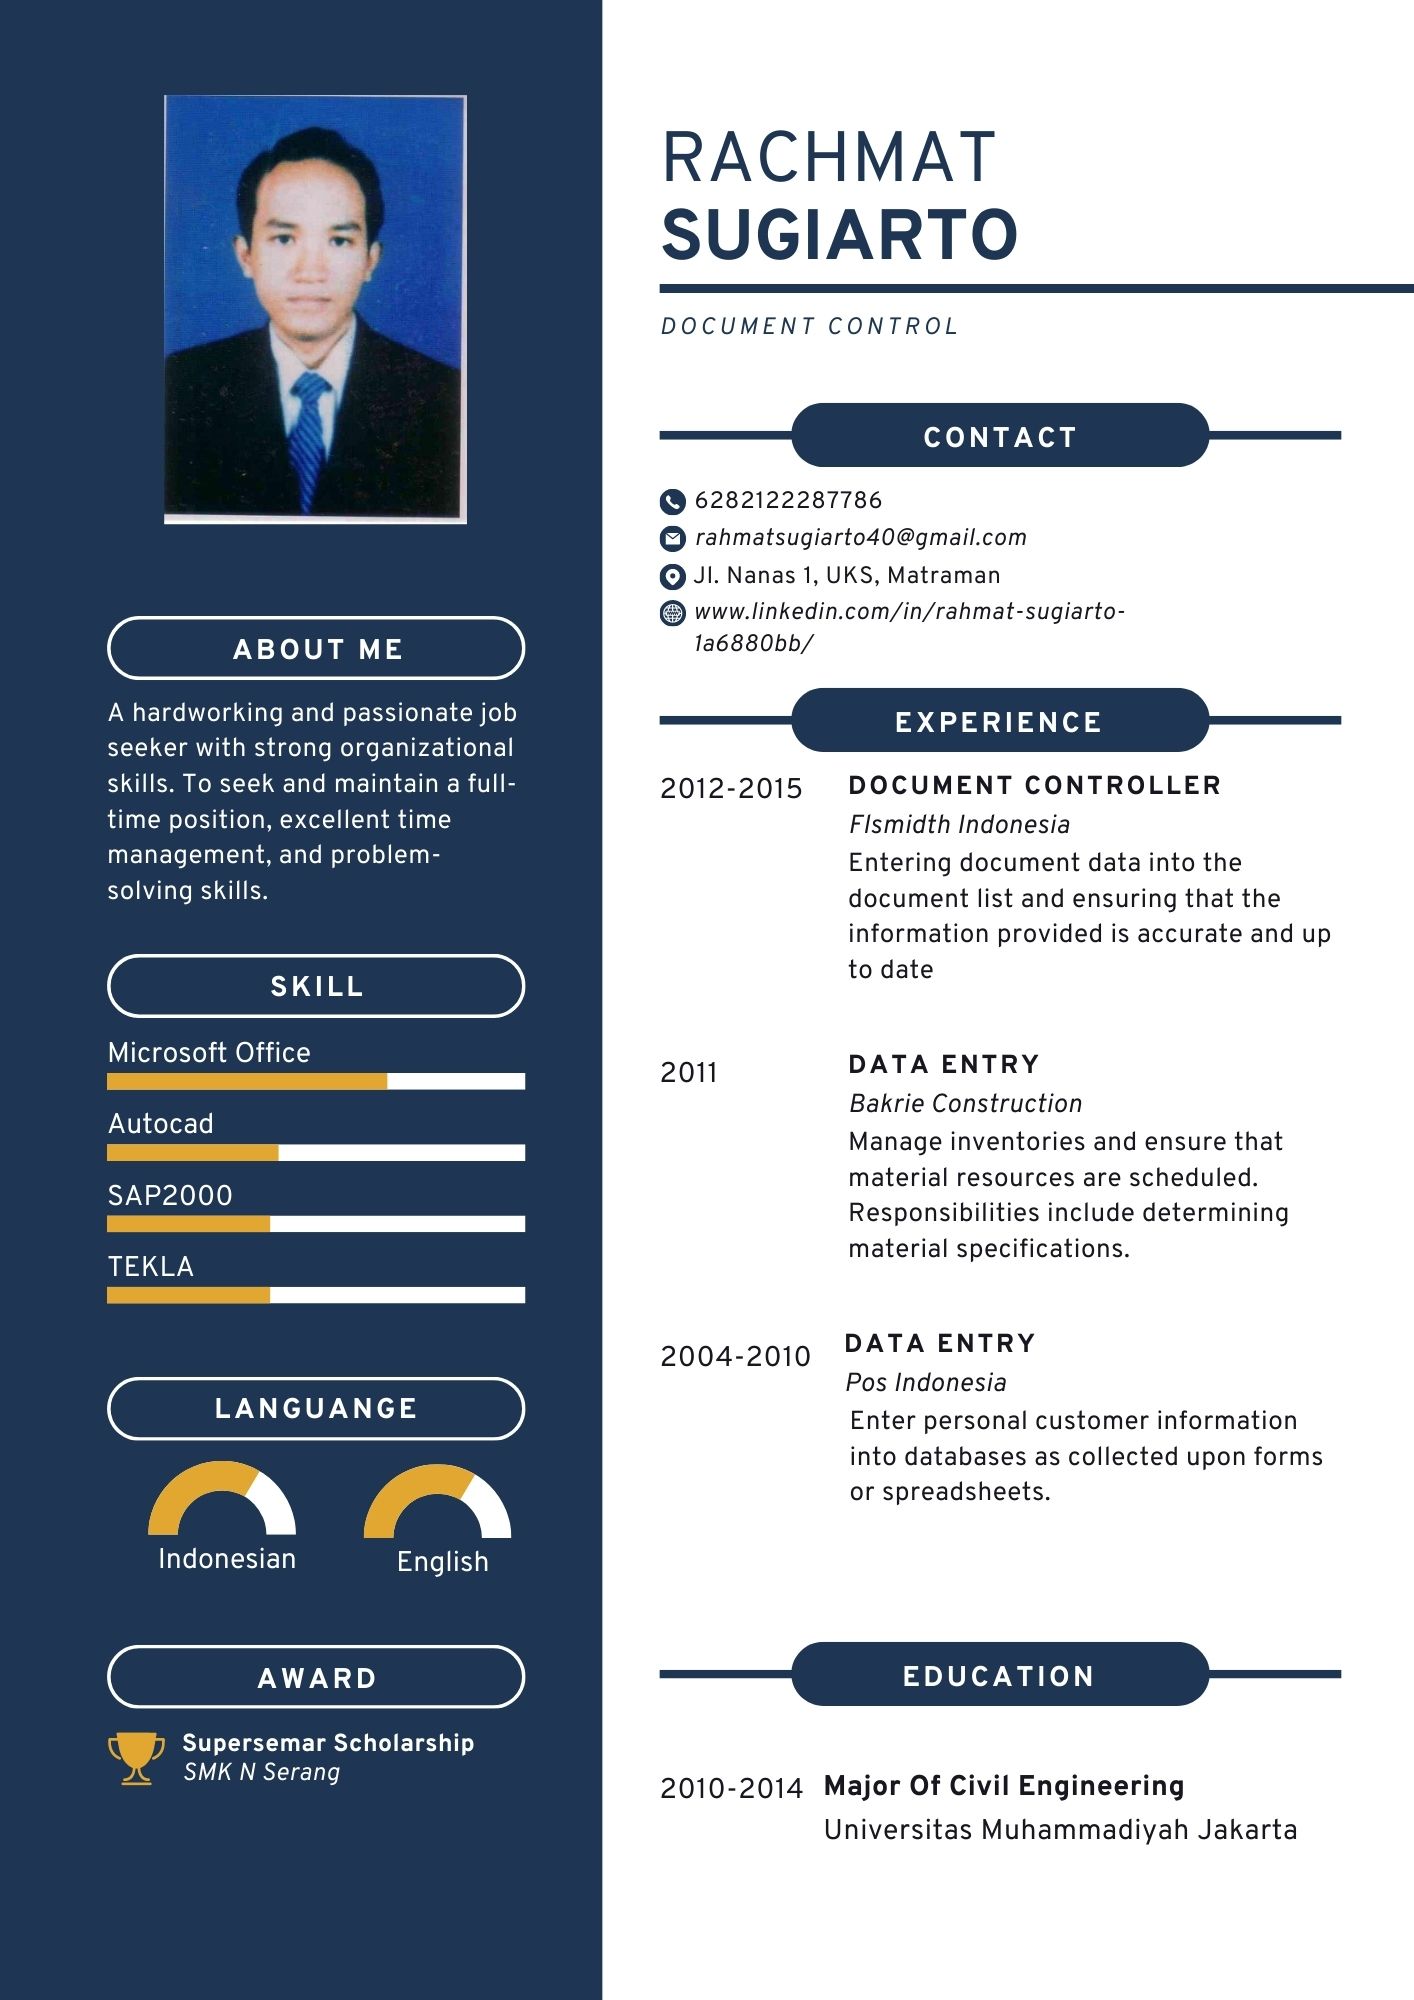 RACHMAT
SUGIARTO
DOCUMENT CONTROL
CONTACT
6282122287786
rahmatsugiarto40@gmail.com
Jl. Nanas 1, UKS, Matraman
www.linkedin.com/in/rahmat-sugiarto-
1a6880bb/
EXPERIENCE
2012-2015
DOCUMENT CONTROLLER
Flsmidth Indonesia
Entering document data into the
document list and ensuring that the
information provided is accurate and up
to date
2011
DATA ENTRY
Bakrie Construction
Manage inventories and ensure that
material resources are scheduled.
Responsibilities include determining
material specifications.
2004-2010
DATA ENTRY
Pos Indonesia
Enter personal customer information
into databases as collected upon forms
or spreadsheets.
EDUCATION
2010-2014
Major Of Civil Engineering
Universitas Muhammadiyah Jakarta
ABOUT ME
A hardworking and passionate job
seeker with strong organizational
skills. To seek and maintain a full-
time position, excellent time
management, and problem-
solving skills.
SKILL
Microsoft Office
Autocad
SAP2000
TEKLA
LANGUANGE
Indonesian
English
AWARD
Supersemar Scholarship
SMK N Serang